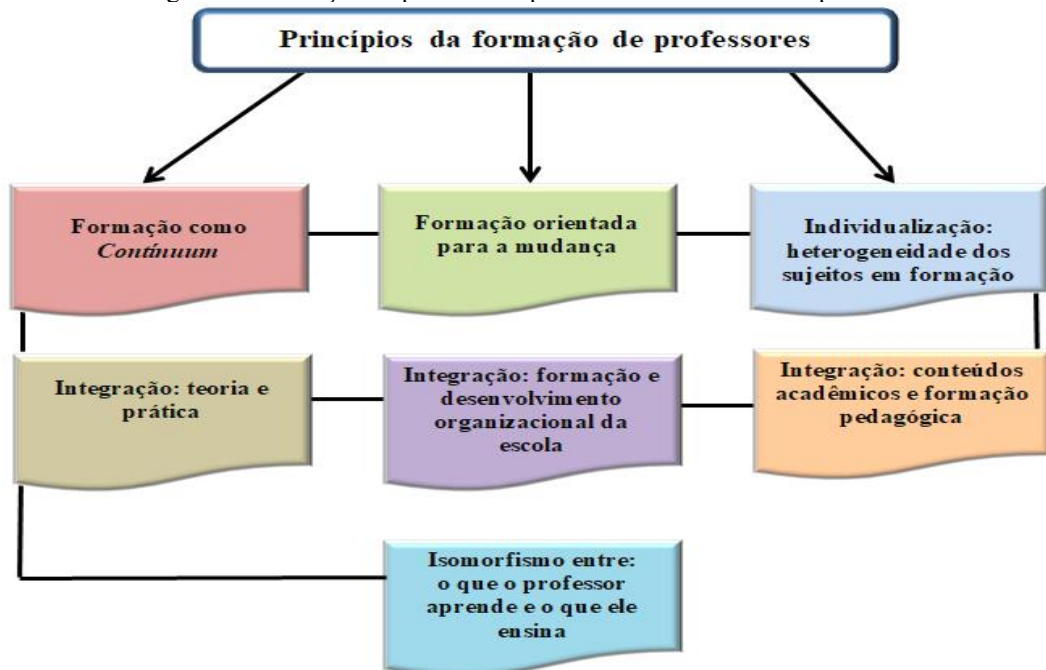 Princípios da formação de professores
Formação como
Contínuum
Formação orientada
para a mudança
Individualização:
heterogeneidade dos
sujeitos em formação
Integração: teoria e
prática
Integração: formação e
desenvolvimento
organizacional da
escola
Integração: conteúdos
acadêmicos e formação
pedagógica
Isomorfismo entre:
o que o professor
aprende e o que ele
ensina